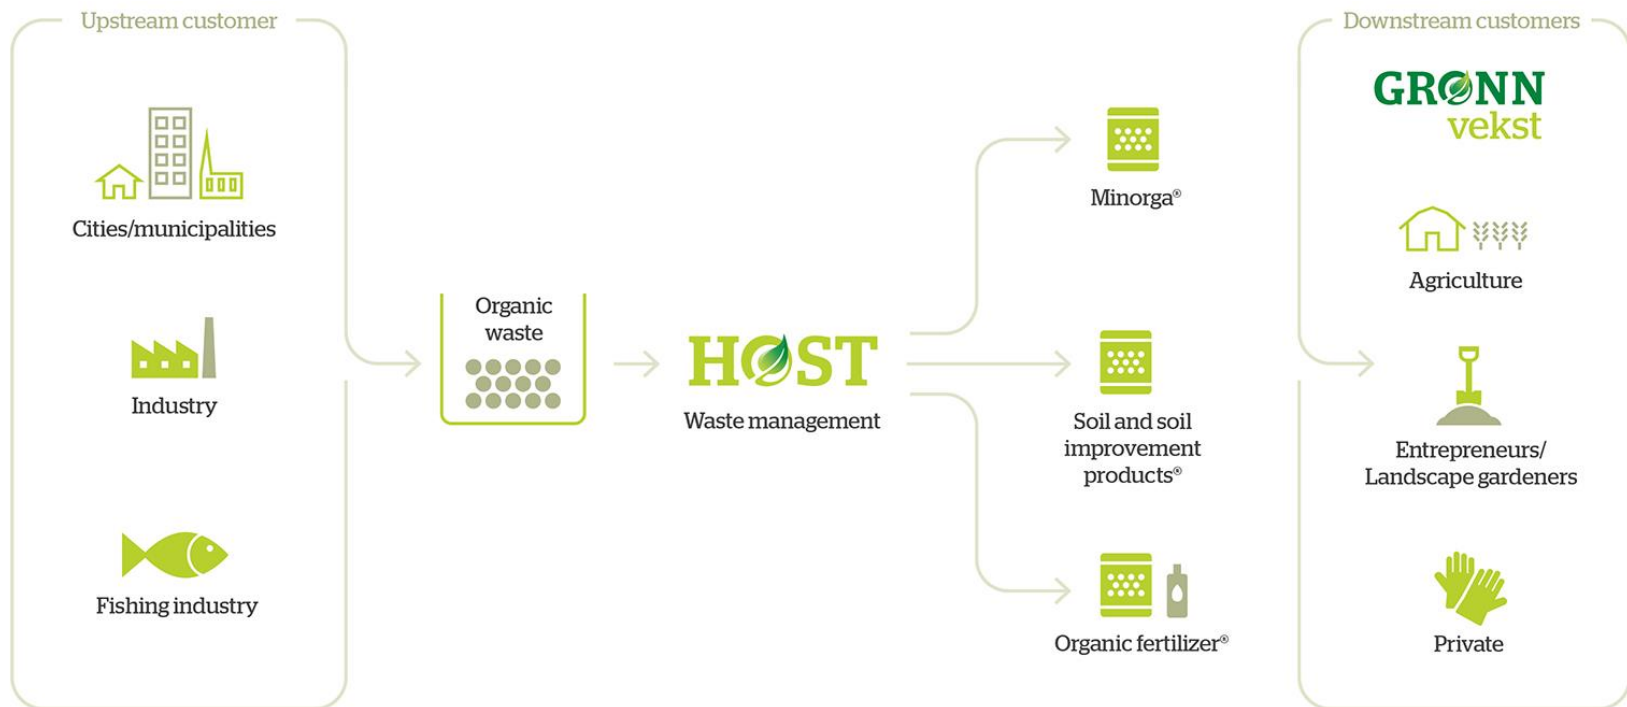 Upstream customer
Cities/municipalities
Industry
Fishing industry
Organic
waste
HØST
Waste management
Minorga®
Soil and soil
improvement
products®
Organic fertilizer®
Downstream customers
GRØNN
vekst
Agriculture
Entrepreneurs/
Landscape gardeners
Private